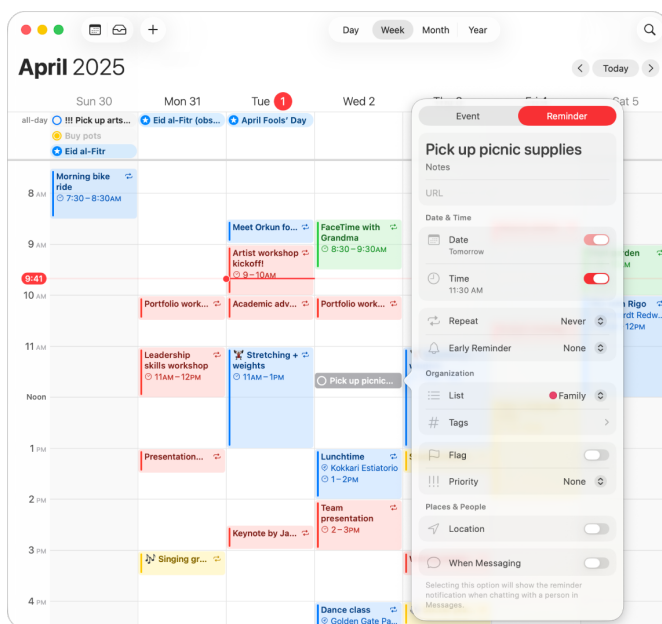 Day Week Month Year
April 2025
Today
Sun 30 Mon 31 Tue 1 Wed 2 Sat 5
all-day
!!! Pick up arts...
Buy pots
Eid al-Fitr
Eid al-Fitr (obs...
April Fools' Day
8 AM
9 AM
9:41
10 AM
11 AM
Noon
1 PM
2 PM
3 PM
4 PM
Morning bike
ride
7:30 – 8:30AM
Portfolio work...
Leadership
skills workshop
11AM – 12PM
Presentation...
Singing gr...
Meet Orkun fo...
Artist workshop
kickoff!
9 – 10AM
Academic adv...
Stretching +
weights
11AM – 1PM
Keynote by Ja...
FaceTime with
Grandma
8:30 – 9:30AM
Portfolio work...
Pick up picnic...
Lunchtime
Kokkari Estiatorio
1 – 2PM
Team
presentation
2 – 3PM
Dance class
Golden Gate Pa...
Event Reminder
Pick up picnic supplies
Notes
URL
Date & Time
Date
Tomorrow
Time
11:30 AM
Repeat Never
Early Reminder None
Organization
List Family
# Tags
Flag
!!! Priority None
Places & People
Location
When Messaging
Selecting this option will show the reminder
notification when chatting with a person in
Messages.
Rigo
12PM